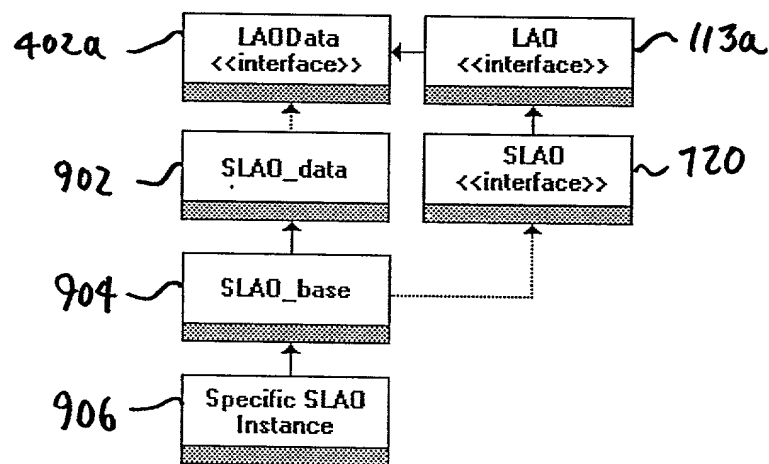 402a
LAOData
<<interface>>
LAO
<<interface>>
113a
902
SLAO_data
SLAO
<<interface>>
720
904
SLAO_base
906
Specific SLAO
Instance